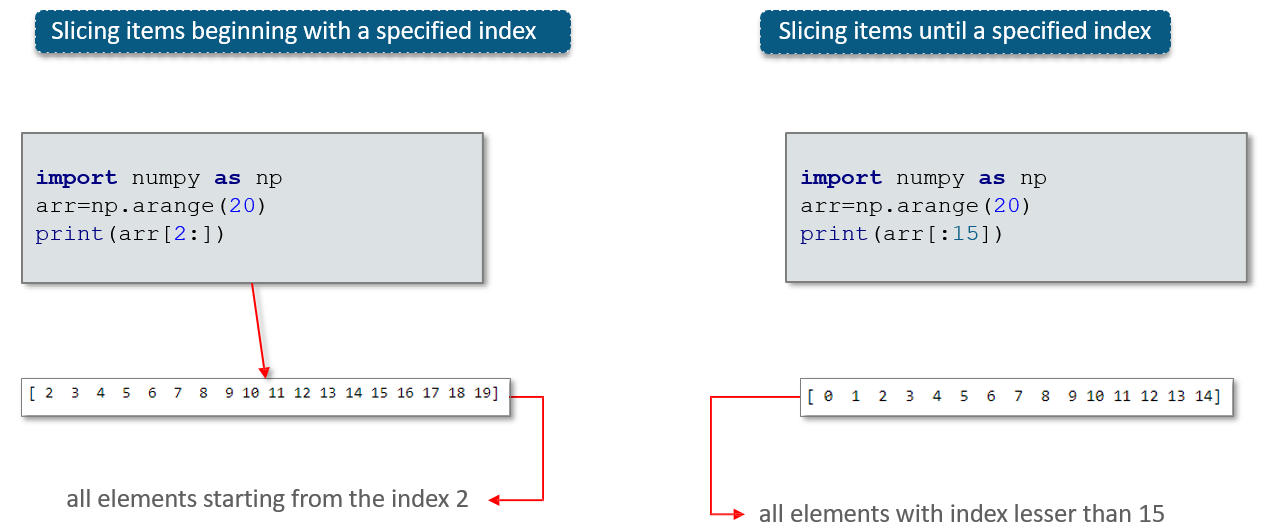 Slicing items beginning with a specified index
import numpy as np
arr=np.arange(20)
print(arr[2:])
[ 2  3  4  5  6  7  8  9 10 11 12 13 14 15 16 17 18 19]
all elements starting from the index 2
Slicing items until a specified index
import numpy as np
arr=np.arange(20)
print(arr[:15])
[ 0  1  2  3  4  5  6  7  8  9 10 11 12 13 14]
all elements with index lesser than 15